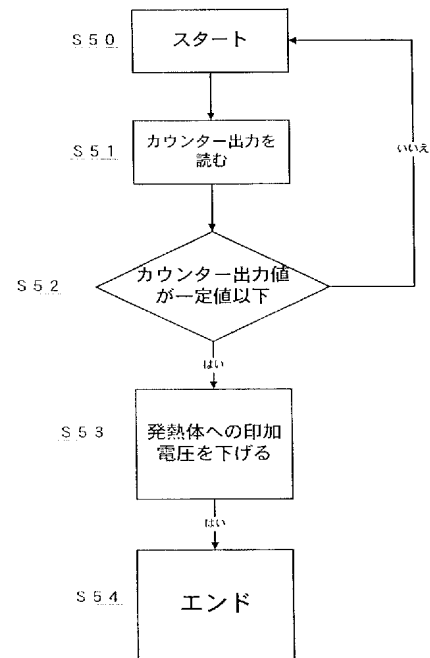 S50
スタート
S51
カウンター出力を
読む
いいえ
S52
カウンター出力値
が一定値以下
はい
S53
発熱体への印加
電圧を下げる
はい
S54
エンド